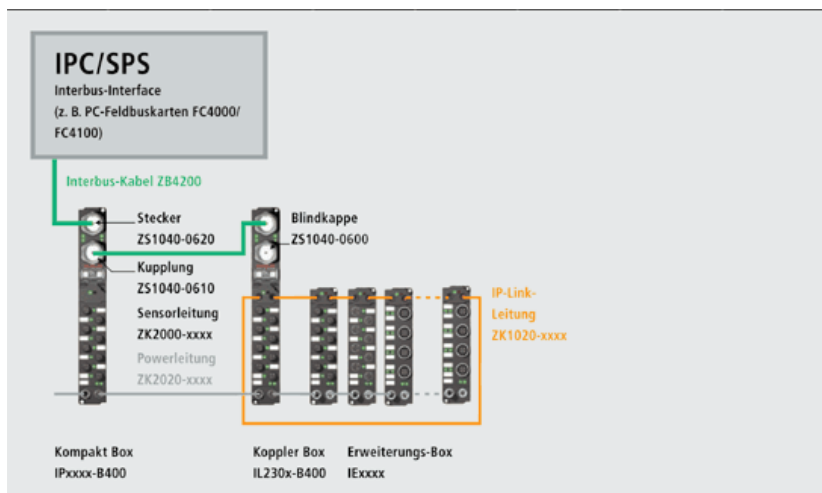 IPC/SPS
Interbus-Interface
(z. B. PC-Feldbuskarten FC4000/
FC4100)
Interbus-Kabel ZB4200
Stecker
ZS1040-0620
Blindkappe
ZS1040-0600
Kupplung
ZS1040-0610
Sensorleitung
ZK2000-xxxx
Powerleitung
ZK2020-xxxx
IP-Link-
Leitung
ZK1020-xxxx
Kompakt Box
IPxxxx-B400
Koppler Box
IL230x-B400
Erweiterungs-Box
IExxxx